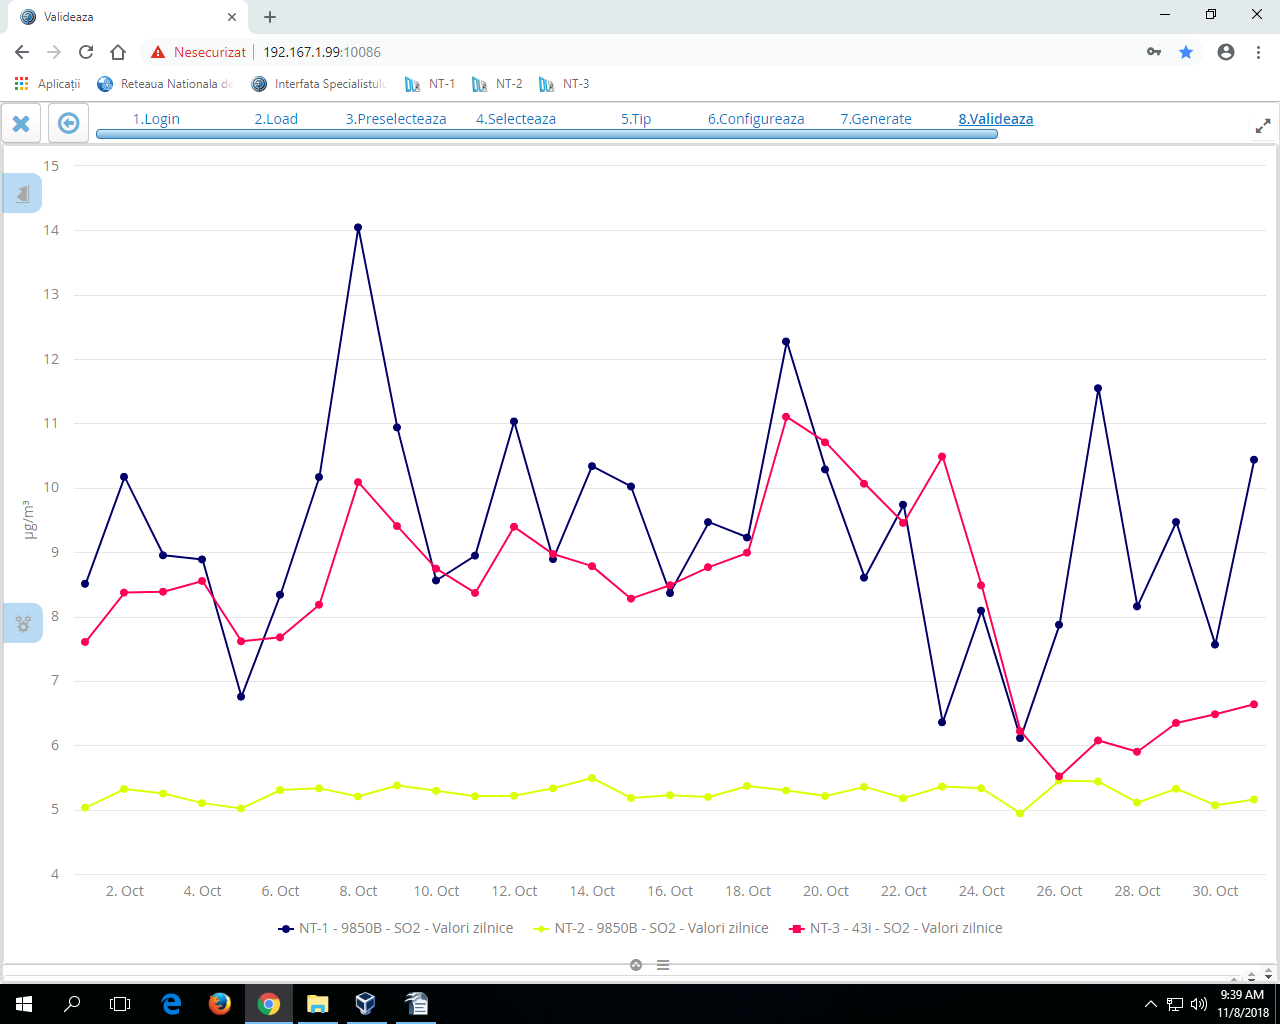 Valideaza
Nesecurizat 192.167.1.99:10086
Aplicații Reteaua Nationala de Interfata Specialistulu NT-1 NT-2 NT-3
1.Login 2.Load 3.Preselecteaza 4.Selecteaza 5.Tip 6.Configureaza 7.Generate 8.Valideaza
15
14
13
12
11
10
9
8
7
6
5
4
µg/m³
2. Oct 4. Oct 6. Oct 8. Oct 10. Oct 12. Oct 14. Oct 16. Oct 18. Oct 20. Oct 22. Oct 24. Oct 26. Oct 28. Oct 30. Oct
NT-1 - 9850B - SO2 - Valori zilnice NT-2 - 9850B - SO2 - Valori zilnice NT-3 - 43i - SO2 - Valori zilnice
9:39 AM
11/8/2018